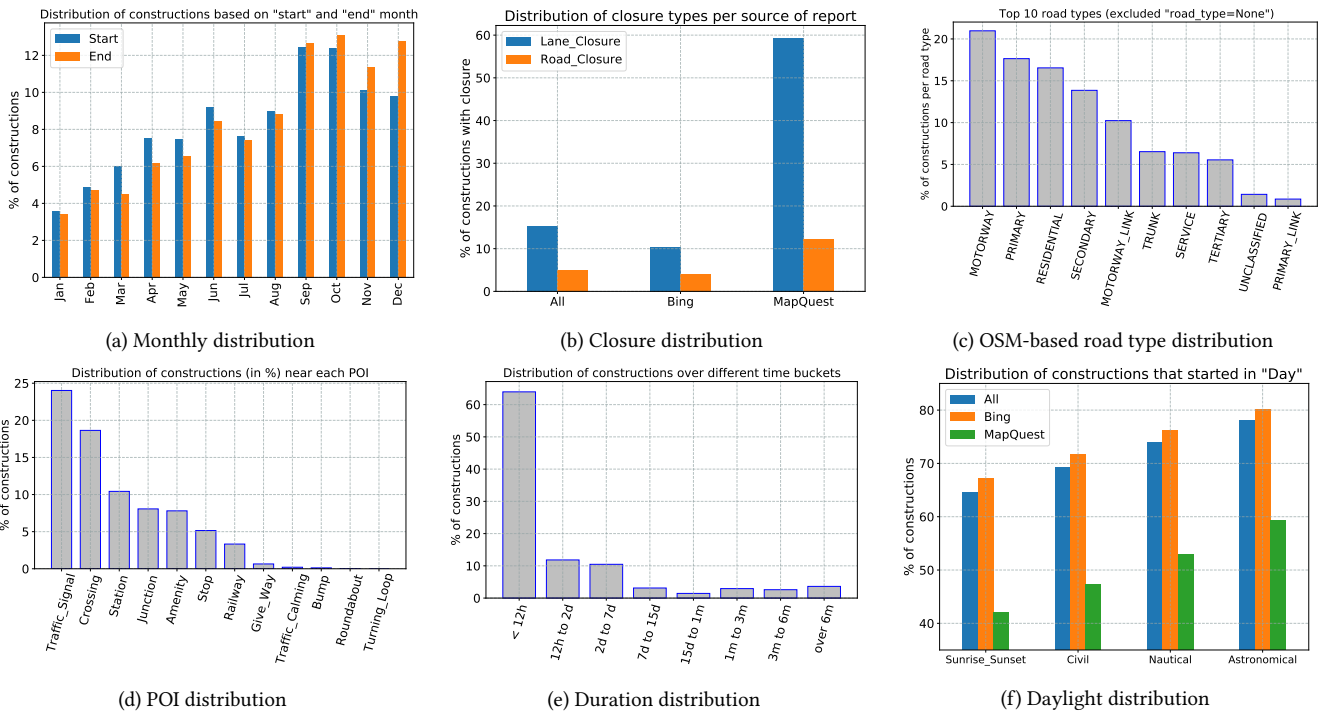 Distribution of constructions based on "start" and "end" month
% of constructions
12
10
8
6
4
2
0
Start
End
Jan
Feb
Mar
Apr
May
Jun
Jul
Aug
Sep
Oct
Nov
Dec
(a) Monthly distribution
Distribution of closure types per source of report
% of constructions with closure
60
50
40
30
20
10
0
Lane_Closure
Road_Closure
All
Bing
MapQuest
(b) Closure distribution
Top 10 road types (excluded "road_type=None")
% of constructions per road type
20
15
10
5
0
MOTORWAY
PRIMARY
RESIDENTIAL
SECONDARY
MOTORWAY_LINK
TRUNK
SERVICE
TERTIARY
UNCLASSIFIED
PRIMARY_LINK
(c) OSM-based road type distribution
Distribution of constructions (in %) near each POI
% of constructions
25
20
15
10
5
0
Traffic_Signal
Crossing
Station
Junction
Amenity
Stop
Railway
Give_Way
Traffic_Calming
Bump
Roundabout
Turning_Loop
(d) POI distribution
Distribution of constructions over different time buckets
% of constructions
60
50
40
30
20
10
0
< 12h
12h to 2d
2d to 7d
7d to 15d
15d to 1m
1m to 3m
3m to 6m
over 6m
(e) Duration distribution
Distribution of constructions that started in "Day"
% of constructions
80
70
60
50
40
All
Bing
MapQuest
Sunrise_Sunset
Civil
Nautical
Astronomical
(f) Daylight distribution